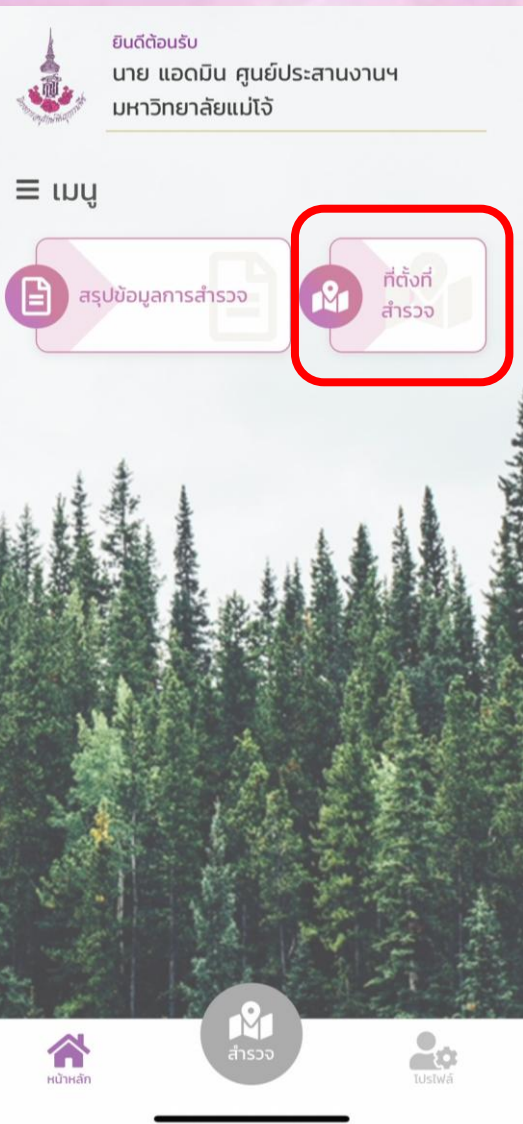 ยินดีต้อนรับ
นาย แอดมิน ศูนย์ประสานงานฯ
มหาวิทยาลัยแม่โจ้
เมนู
สรุปข้อมูลการสำรวจ
ที่ตั้งที่
สำรวจ
สำรวจ
หน้าหลัก
โปรไฟล์